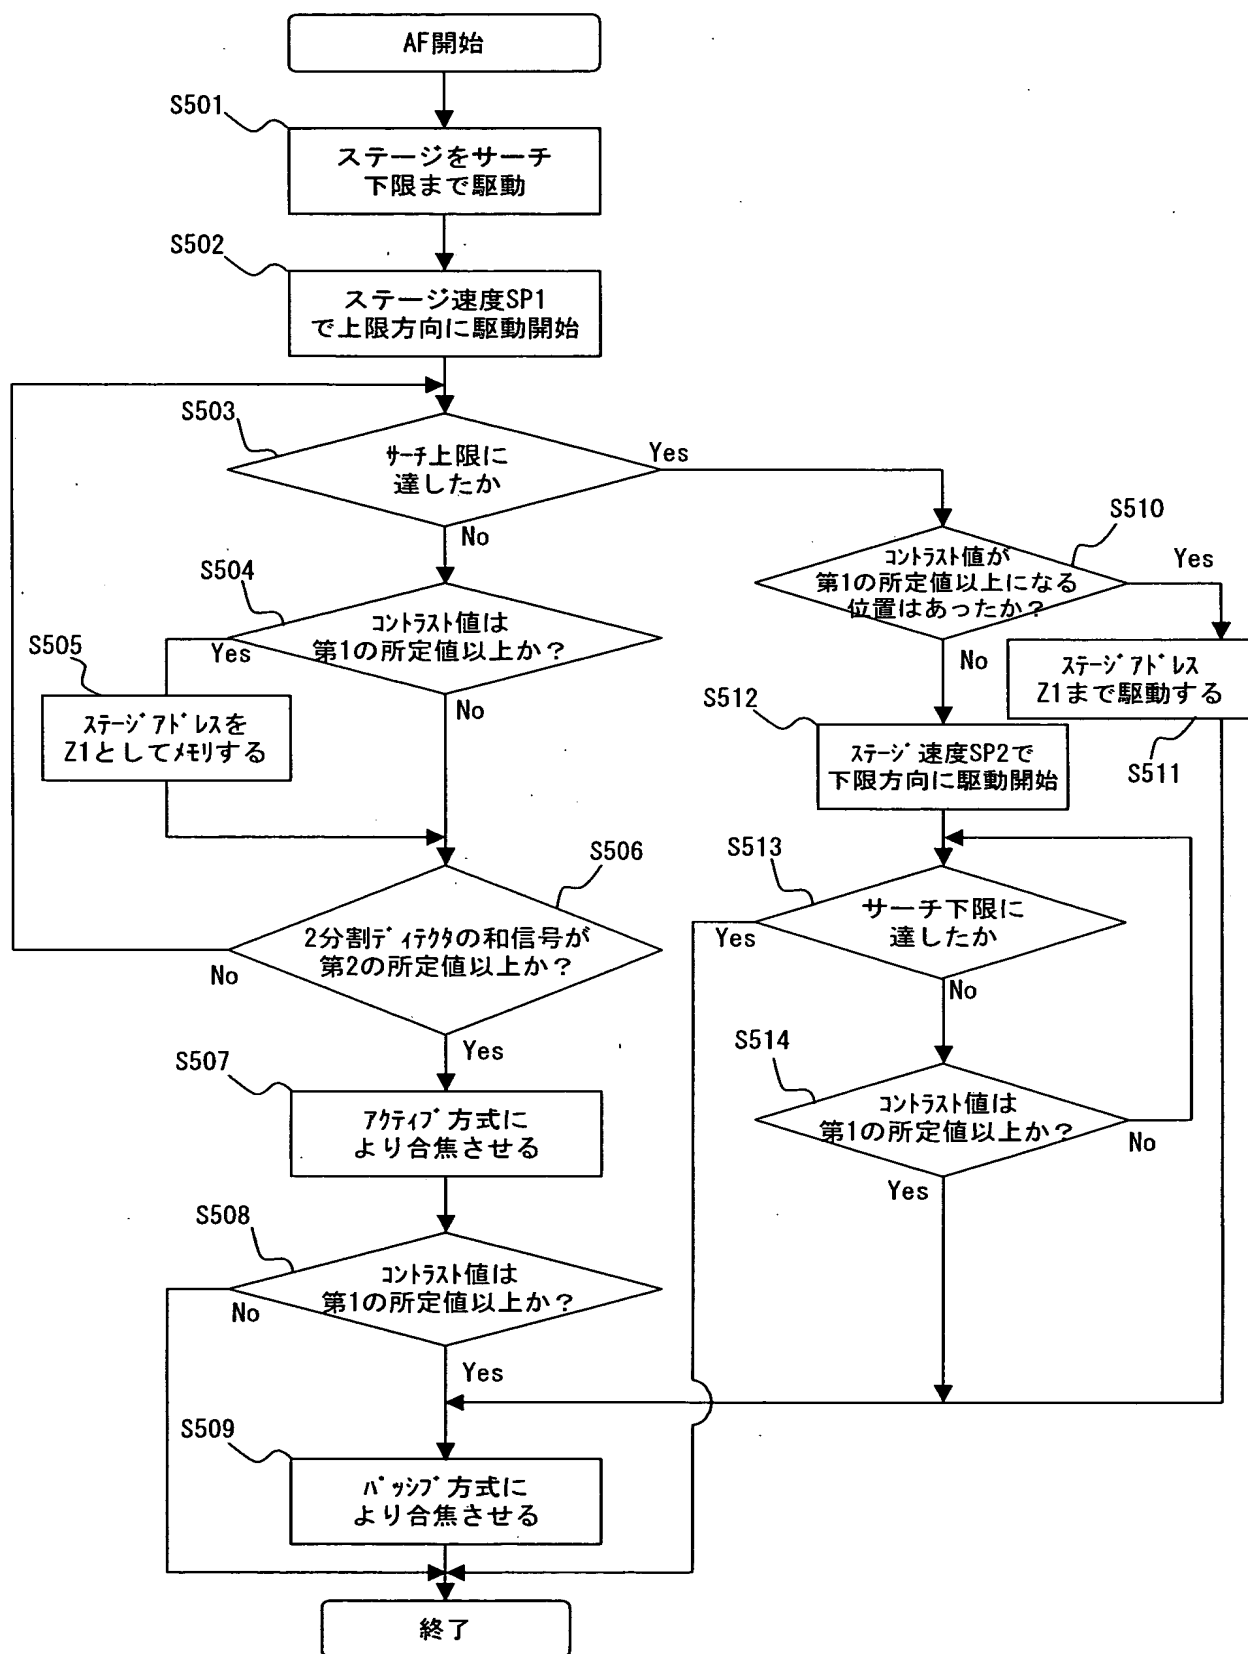 AF開始
S501
ステージをサーチ
下限まで駆動
S502
ステージ速度SP1
で上限方向に駆動開始
S503
サーチ上限に
達したか
Yes
No
S504
コントラスト値は
第1の所定値以上か?
Yes
No
S505
ステージアドレスを
Z1としてメモリする
S506
2分割ディテクタの和信号が
第2の所定値以上か?
No
Yes
S507
アクティブ方式に
より合焦させる
S508
コントラスト値は
第1の所定値以上か?
No
Yes
S509
パッシブ方式に
より合焦させる
終了
S510
コントラスト値が
第1の所定値以上になる
位置はあったか?
Yes
No
ステージアドレス
Z1まで駆動する
S511
S512
ステージ速度SP2で
下限方向に駆動開始
S513
サーチ下限に
達したか
Yes
No
S514
コントラスト値は
第1の所定値以上か?
No
Yes